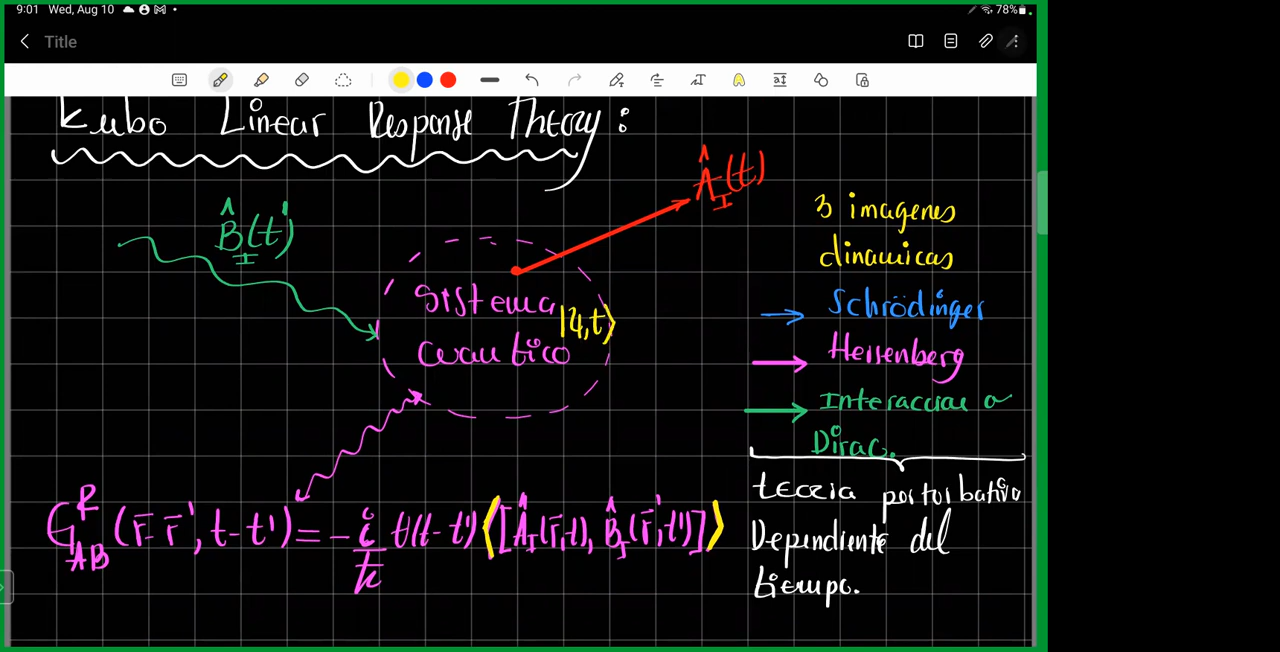 9:01 Wed, Aug 10
78%
Title
Kubo Linear Response Theory:
B̂_I(t')
Â_I(t)
Sistema
Cuantico
|ψ,t⟩
3 imagenes
dinamicas
→ Schrödinger
→ Heisenberg
→ Interaccion o
Dirac.
teoria perturbativa
Dependiente del
tiempo.
G^R_AB(r̄-r̄', t-t') = -i/ħ θ(t-t') ⟨[Â_I(r̄,t), B̂_I(r̄',t')]⟩